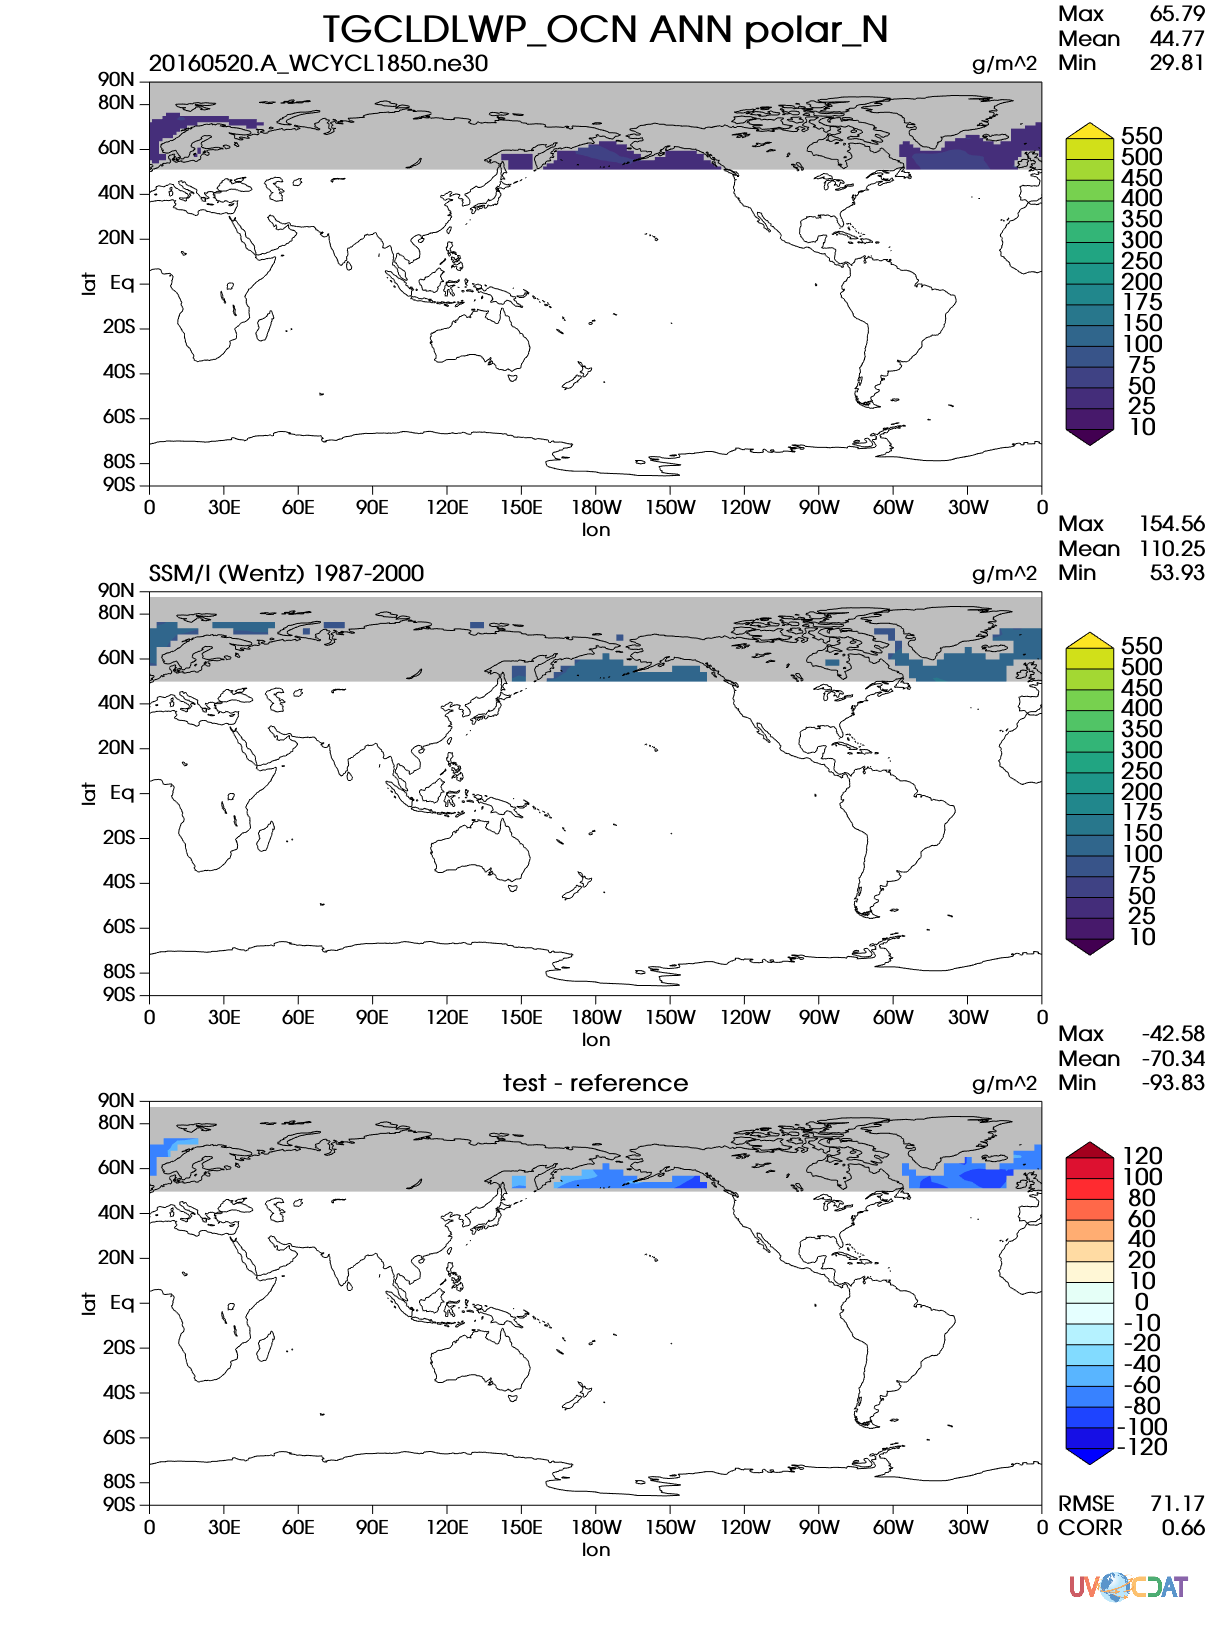 TGCLDLWP_OCN ANN polar_N
Max 65.79
Mean 44.77
Min 29.81
20160520.A_WCYCL1850.ne30
g/m^2
90N
80N
60N
40N
20N
Eq
20S
40S
60S
80S
90S
lat
0 30E 60E 90E 120E 150E 180W 150W 120W 90W 60W 30W 0
lon
550
500
450
400
350
300
250
200
175
150
100
75
50
25
10
Max 154.56
Mean 110.25
Min 53.93
SSM/I (Wentz) 1987-2000
g/m^2
90N
80N
60N
40N
20N
Eq
20S
40S
60S
80S
90S
lat
0 30E 60E 90E 120E 150E 180W 150W 120W 90W 60W 30W 0
lon
550
500
450
400
350
300
250
200
175
150
100
75
50
25
10
Max -42.58
Mean -70.34
Min -93.83
test - reference
g/m^2
90N
80N
60N
40N
20N
Eq
20S
40S
60S
80S
90S
lat
0 30E 60E 90E 120E 150E 180W 150W 120W 90W 60W 30W 0
lon
120
100
80
60
40
20
10
0
-10
-20
-40
-60
-80
-100
-120
RMSE 71.17
CORR 0.66
UV CDAT